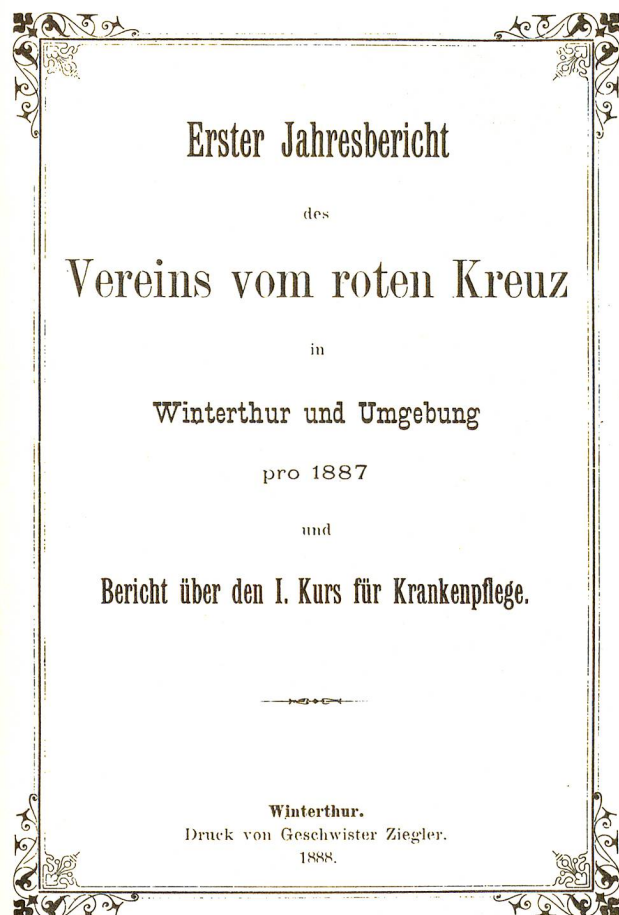 Erster Jahresbericht
des
Vereins vom roten Kreuz
in
Winterthur und Umgebung
pro 1887
und
Bericht über den I. Kurs für Krankenpflege.
Winterthur.
Druck von Geschwister Ziegler.
1888.